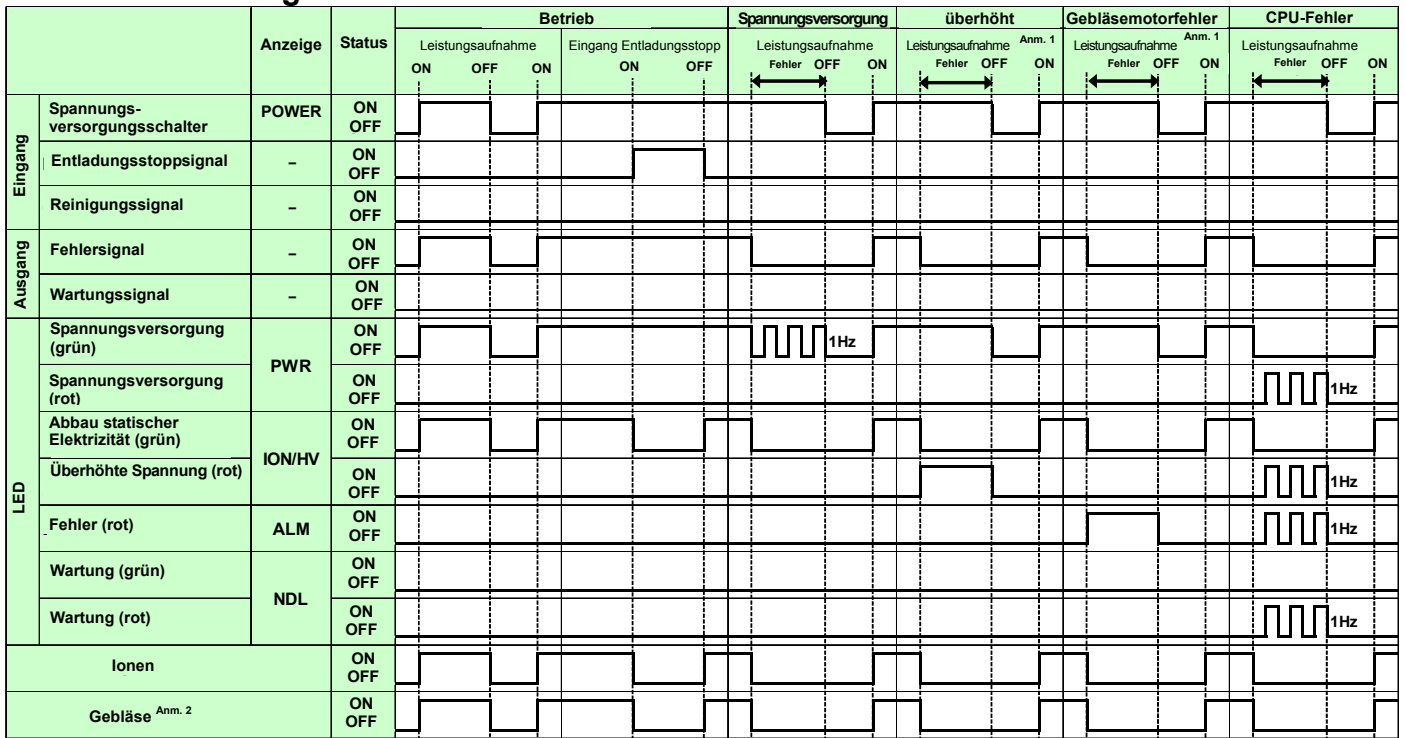 Betrieb Spannungsversorgung überhöht Gebläsemotorfehler CPU-Fehler
Anzeige Status Leistungsaufnahme Eingang Entladungsstopp Leistungsaufnahme Leistungsaufnahme Anm. 1 Leistungsaufnahme Anm. 1 Leistungsaufnahme
ON OFF ON ON OFF Fehler OFF ON Fehler OFF ON Fehler OFF ON Fehler OFF ON
Eingang
Spannungs-
versorgungsschalter
POWER
ON
OFF
Entladungsstoppsignal –
ON
OFF
Reinigungssignal –
ON
OFF
Ausgang
Fehlersignal –
ON
OFF
Wartungssignal –
ON
OFF
LED
Spannungsversorgung
(grün)
PWR
ON
OFF
1Hz
Spannungsversorgung
(rot)
ON
OFF
1Hz
Abbau statischer
Elektrizität (grün)
ION/HV
ON
OFF
Überhöhte Spannung (rot)
ON
OFF
1Hz
Fehler (rot) ALM
ON
OFF
1Hz
Wartung (grün)
NDL
ON
OFF
Wartung (rot)
ON
OFF
1Hz
Ionen
ON
OFF
Gebläse Anm. 2
ON
OFF